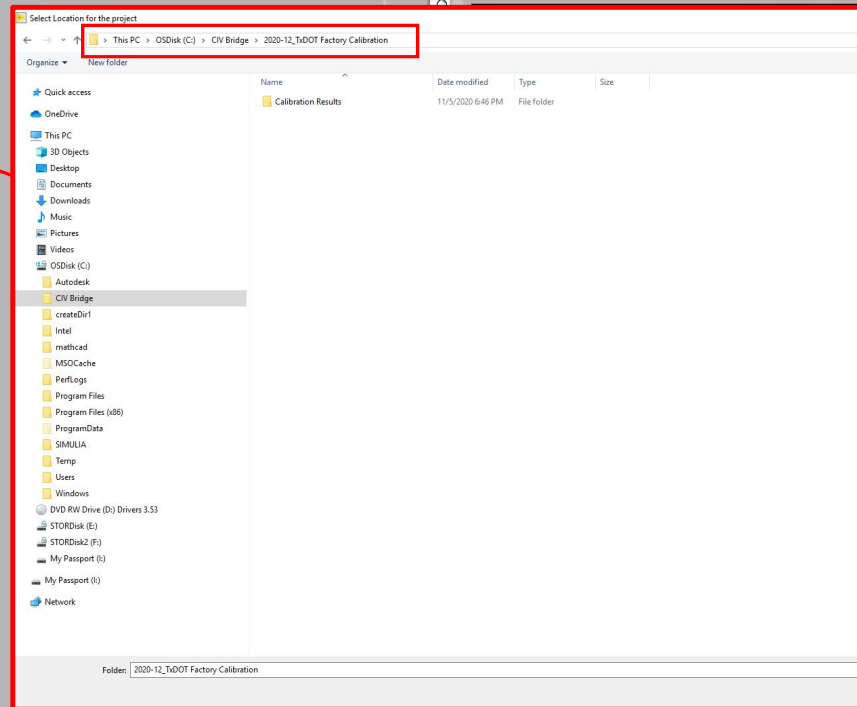 Select Location for the project
This PC > OSDisk (C:) > CIV Bridge > 2020-12_TxDOT Factory Calibration
Organize
New folder
Name
Date modified
Type
Size
Quick access
OneDrive
This PC
3D Objects
Desktop
Documents
Downloads
Music
Pictures
Videos
OSDisk (C:)
Autodesk
CIV Bridge
createDir1
Intel
mathcad
MSOCache
PerfLogs
Program Files
Program Files (x86)
ProgramData
SIMULIA
Temp
Users
Windows
DVD RW Drive (D:) Drivers 3.53
STORDisk (E:)
STORDisk2 (F:)
My Passport (I:)
My Passport (I:)
Network
Calibration Results
11/5/2020 6:46 PM
File folder
Folder: 2020-12_TxDOT Factory Calibration